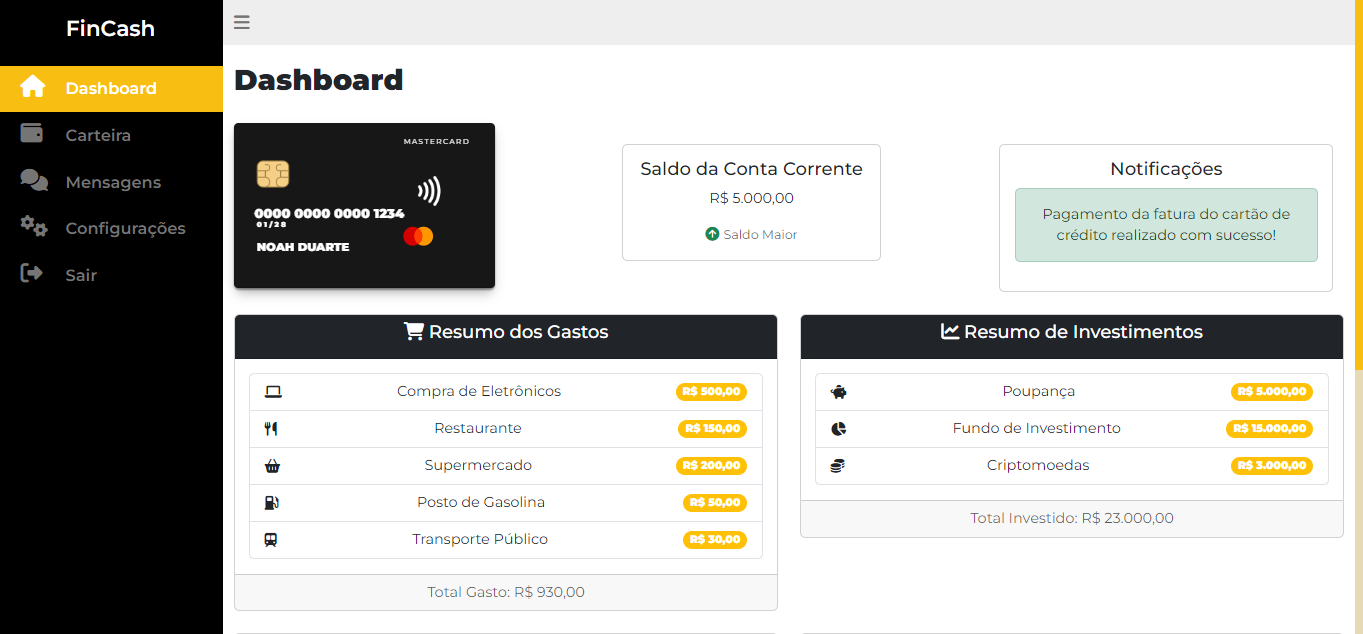 FinCash
Dashboard
Carteira
Mensagens
Configurações
Sair
Dashboard
MASTERCARD
0000 0000 0000 1234
01/28
NOAH DUARTE
Saldo da Conta Corrente
R$ 5.000,00
Saldo Maior
Notificações
Pagamento da fatura do cartão de
crédito realizado com sucesso!
Resumo dos Gastos
Compra de Eletrônicos R$ 500,00
Restaurante R$ 150,00
Supermercado R$ 200,00
Posto de Gasolina R$ 50,00
Transporte Público R$ 30,00
Total Gasto: R$ 930,00
Resumo de Investimentos
Poupança R$ 5.000,00
Fundo de Investimento R$ 15.000,00
Criptomoedas R$ 3.000,00
Total Investido: R$ 23.000,00